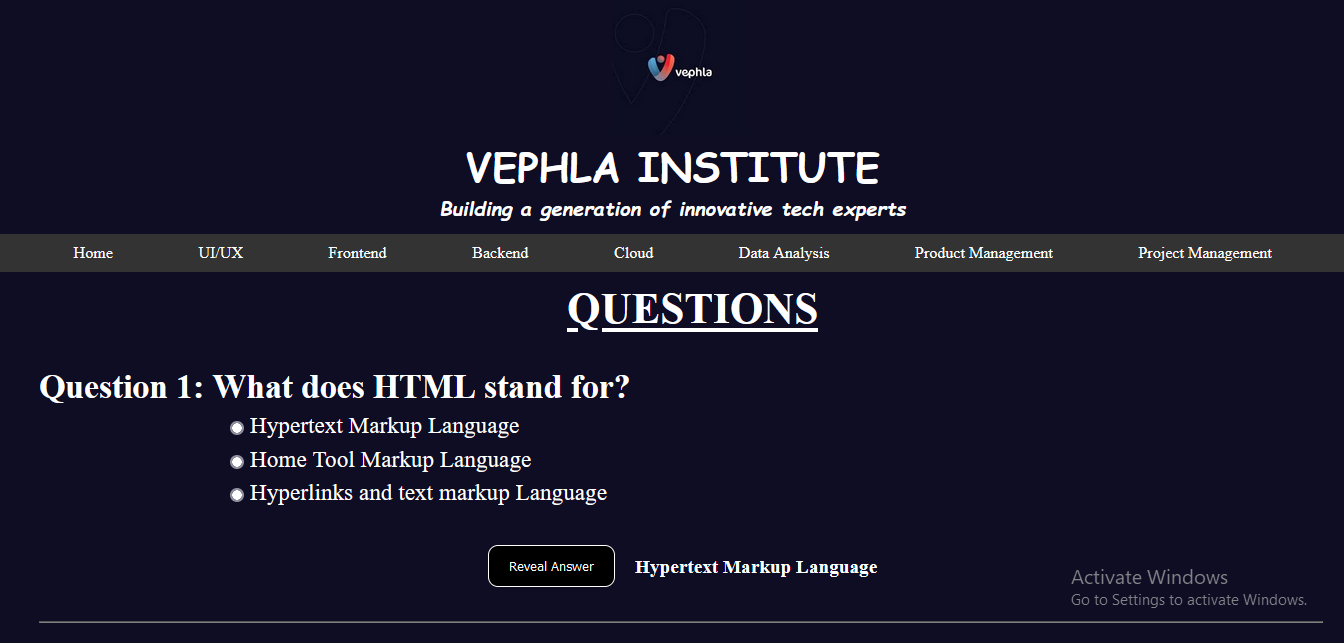 vephla
VEPHLA INSTITUTE
Building a generation of innovative tech experts
Home UI/UX Frontend Backend Cloud Data Analysis Product Management Project Management
QUESTIONS
Question 1: What does HTML stand for?
Hypertext Markup Language
Home Tool Markup Language
Hyperlinks and text markup Language
Reveal Answer Hypertext Markup Language
Activate Windows
Go to Settings to activate Windows.